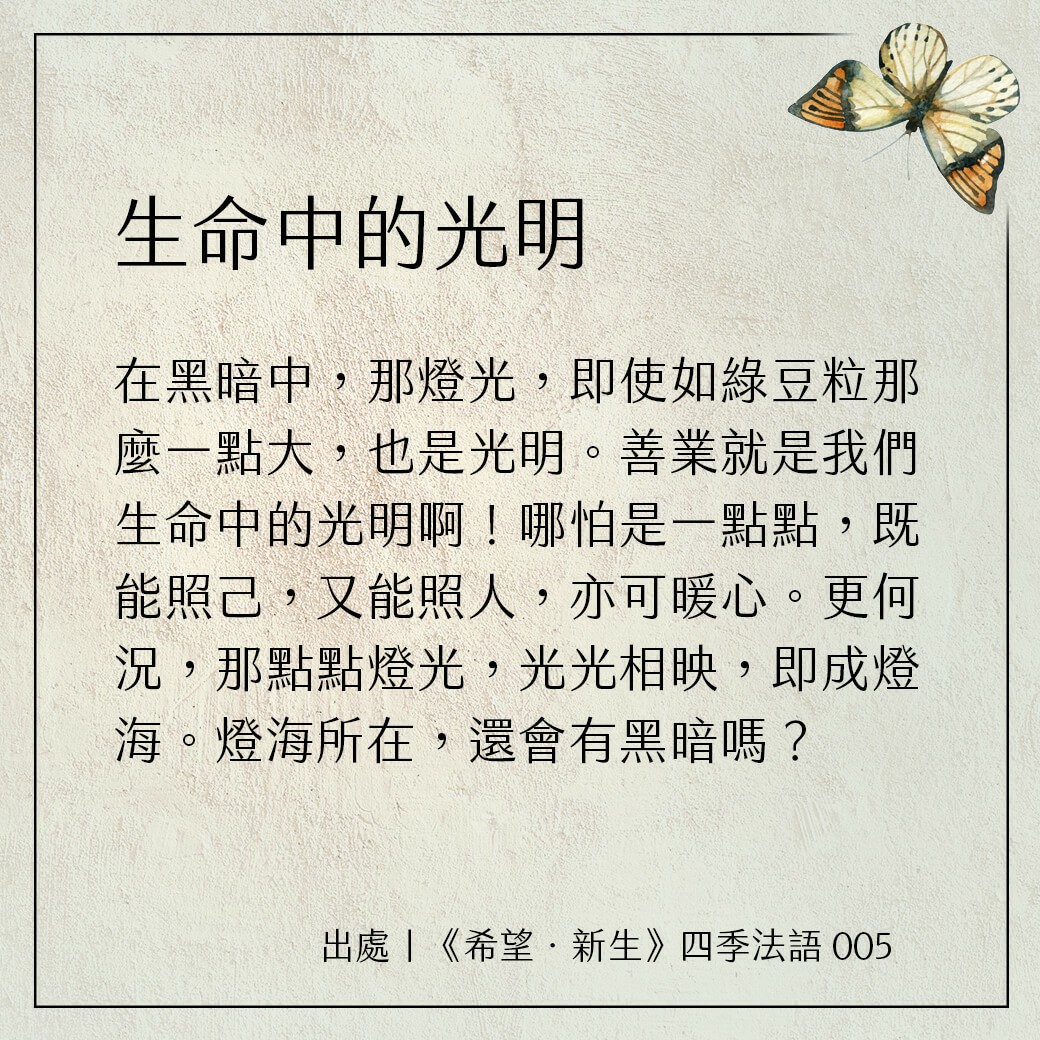 生命中的光明
在黑暗中，那燈光，即使如綠豆粒那
麼一點大，也是光明。善業就是我們
生命中的光明啊！哪怕是一點點，既
能照己，又能照人，亦可暖心。更何
況，那點點燈光，光光相映，即成燈
海。燈海所在，還會有黑暗嗎？
出處｜《希望．新生》四季法語 005